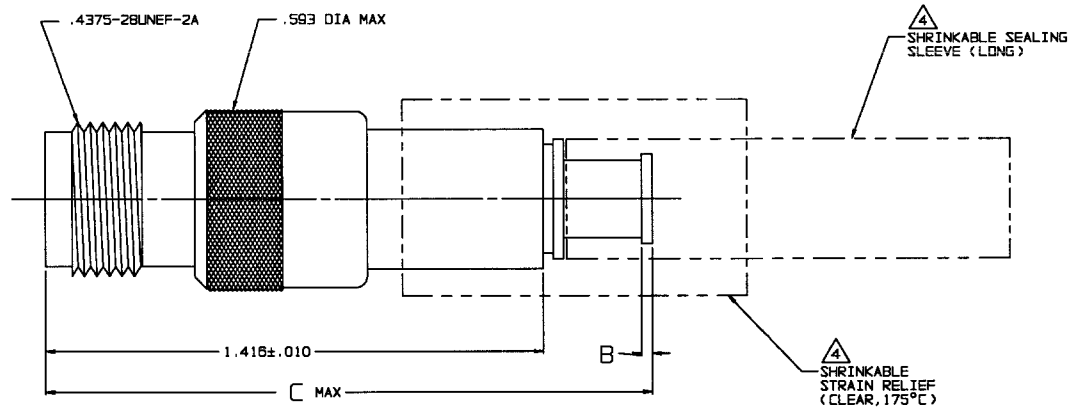 .4375-28UNEF-2A
.593 DIA MAX
4
SHRINKABLE SEALING
SLEEVE (LONG)
1.416±.010
B
C MAX
4
SHRINKABLE
STRAIN RELIEF
(CLEAR,175°C)